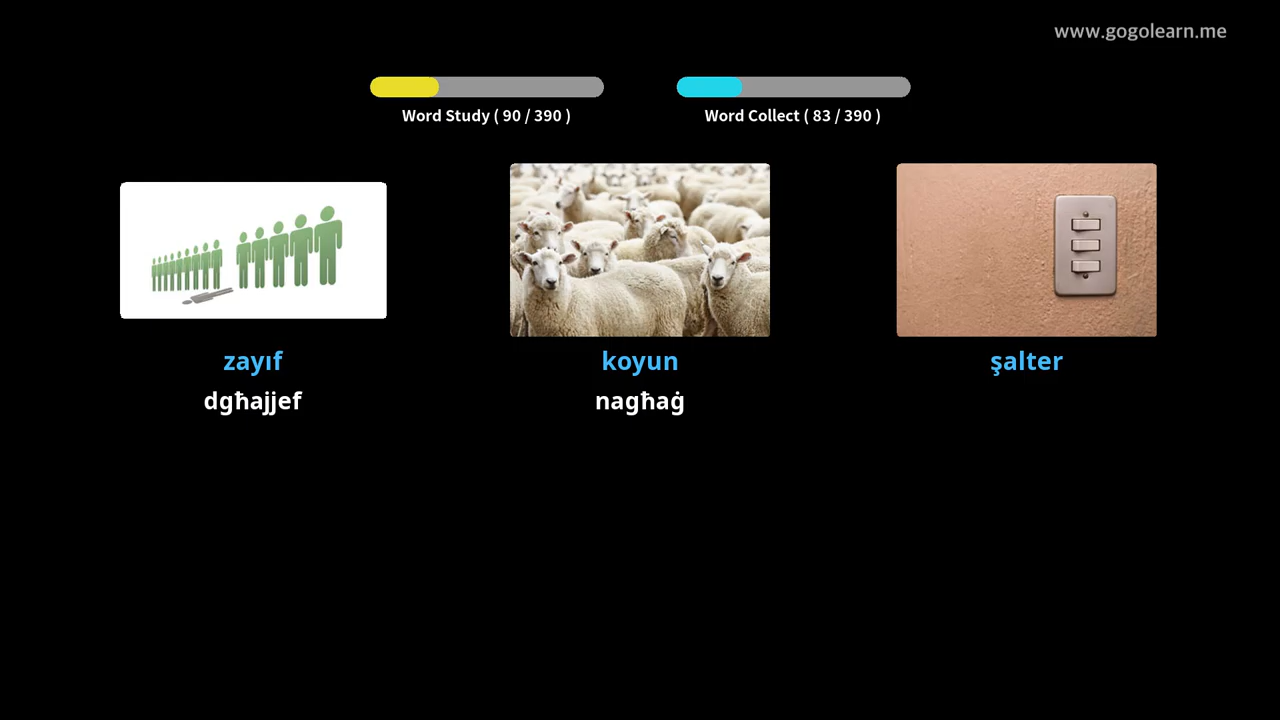 www.gogolearn.me
Word Study ( 90 / 390 )
Word Collect ( 83 / 390 )
zayıf
koyun
şalter
dgħajjef
nagħaġ